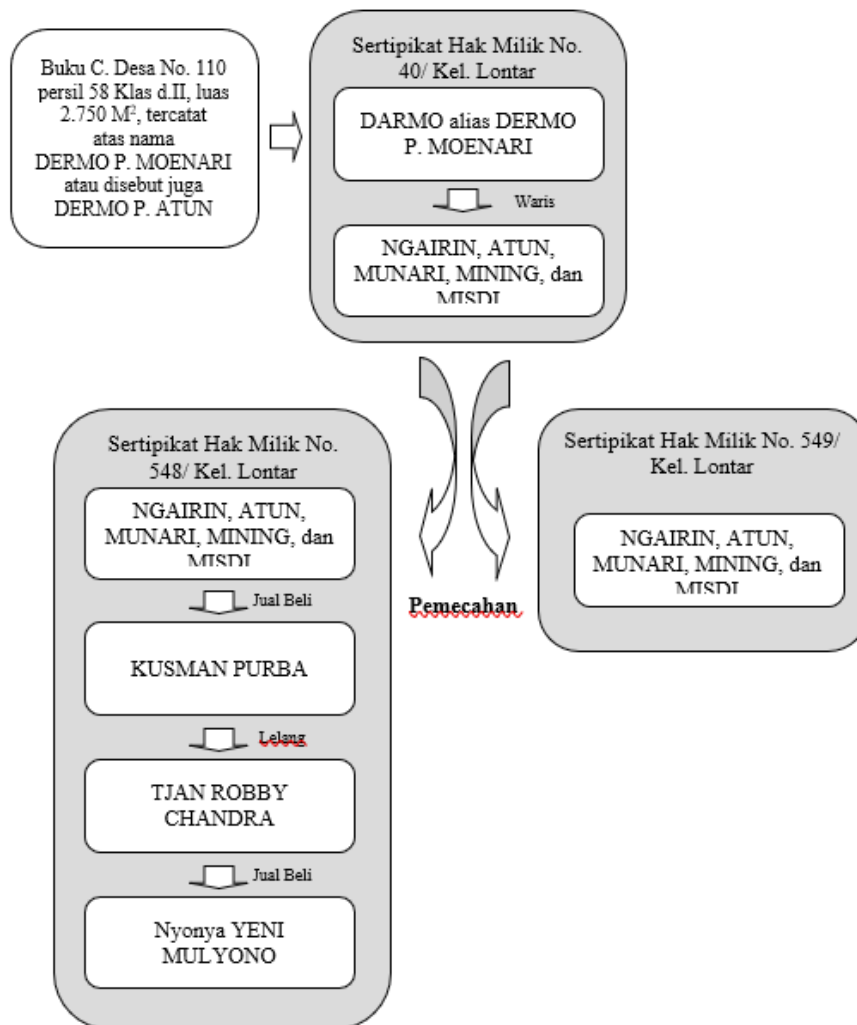 Buku C. Desa No. 110
persil 58 Klas d.II, luas
2.750 M², tercatat
atas nama
DERMO P. MOENARI
atau disebut juga
DERMO P. ATUN
Sertipikat Hak Milik No.
40/ Kel. Lontar
DARMO alias DERMO
P. MOENARI
Waris
NGAIRIN, ATUN,
MUNARI, MINING, dan
MISDI
Sertipikat Hak Milik No.
548/ Kel. Lontar
NGAIRIN, ATUN,
MUNARI, MINING, dan
MISDI
Jual Beli
KUSMAN PURBA
Lelang
TJAN ROBBY
CHANDRA
Jual Beli
Nyonya YENI
MULYONO
Pemecahan
Sertipikat Hak Milik No. 549/
Kel. Lontar
NGAIRIN, ATUN,
MUNARI, MINING, dan
MISDI